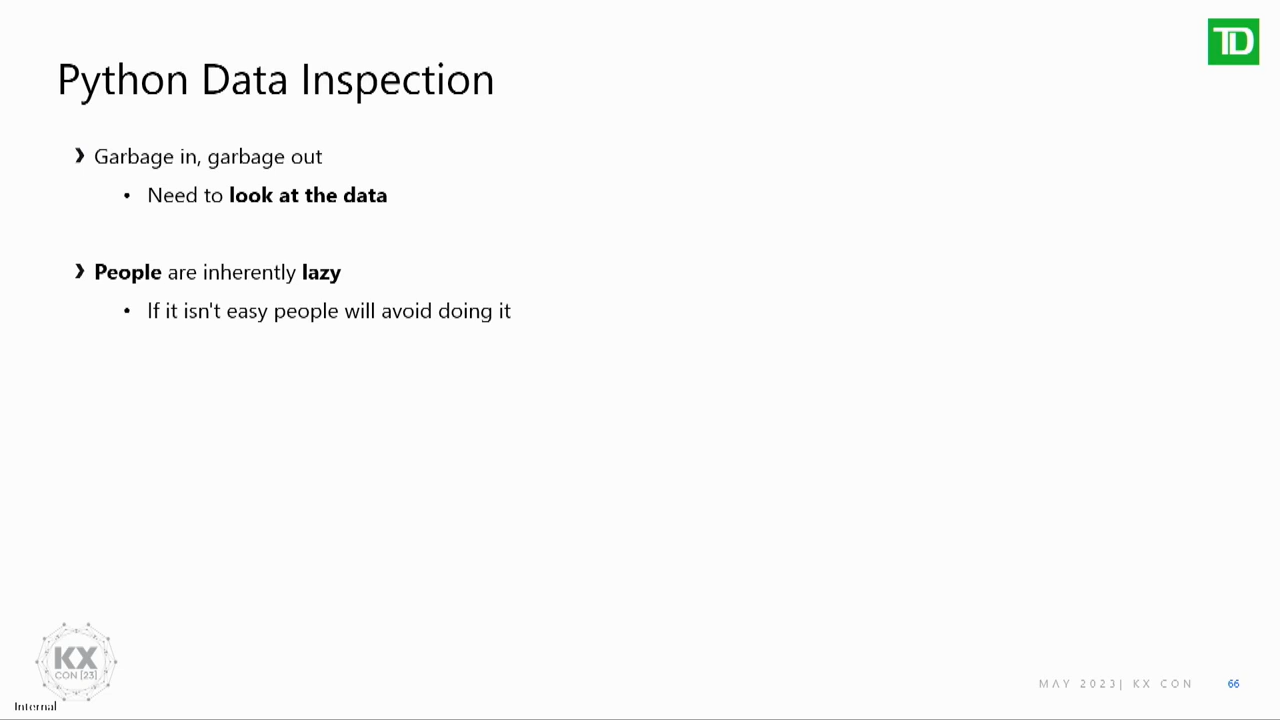 TD
Python Data Inspection
❯ Garbage in, garbage out
• Need to look at the data
❯ People are inherently lazy
• If it isn't easy people will avoid doing it
KX
CON [23]
MAY 2023| KX CON 66
Internal